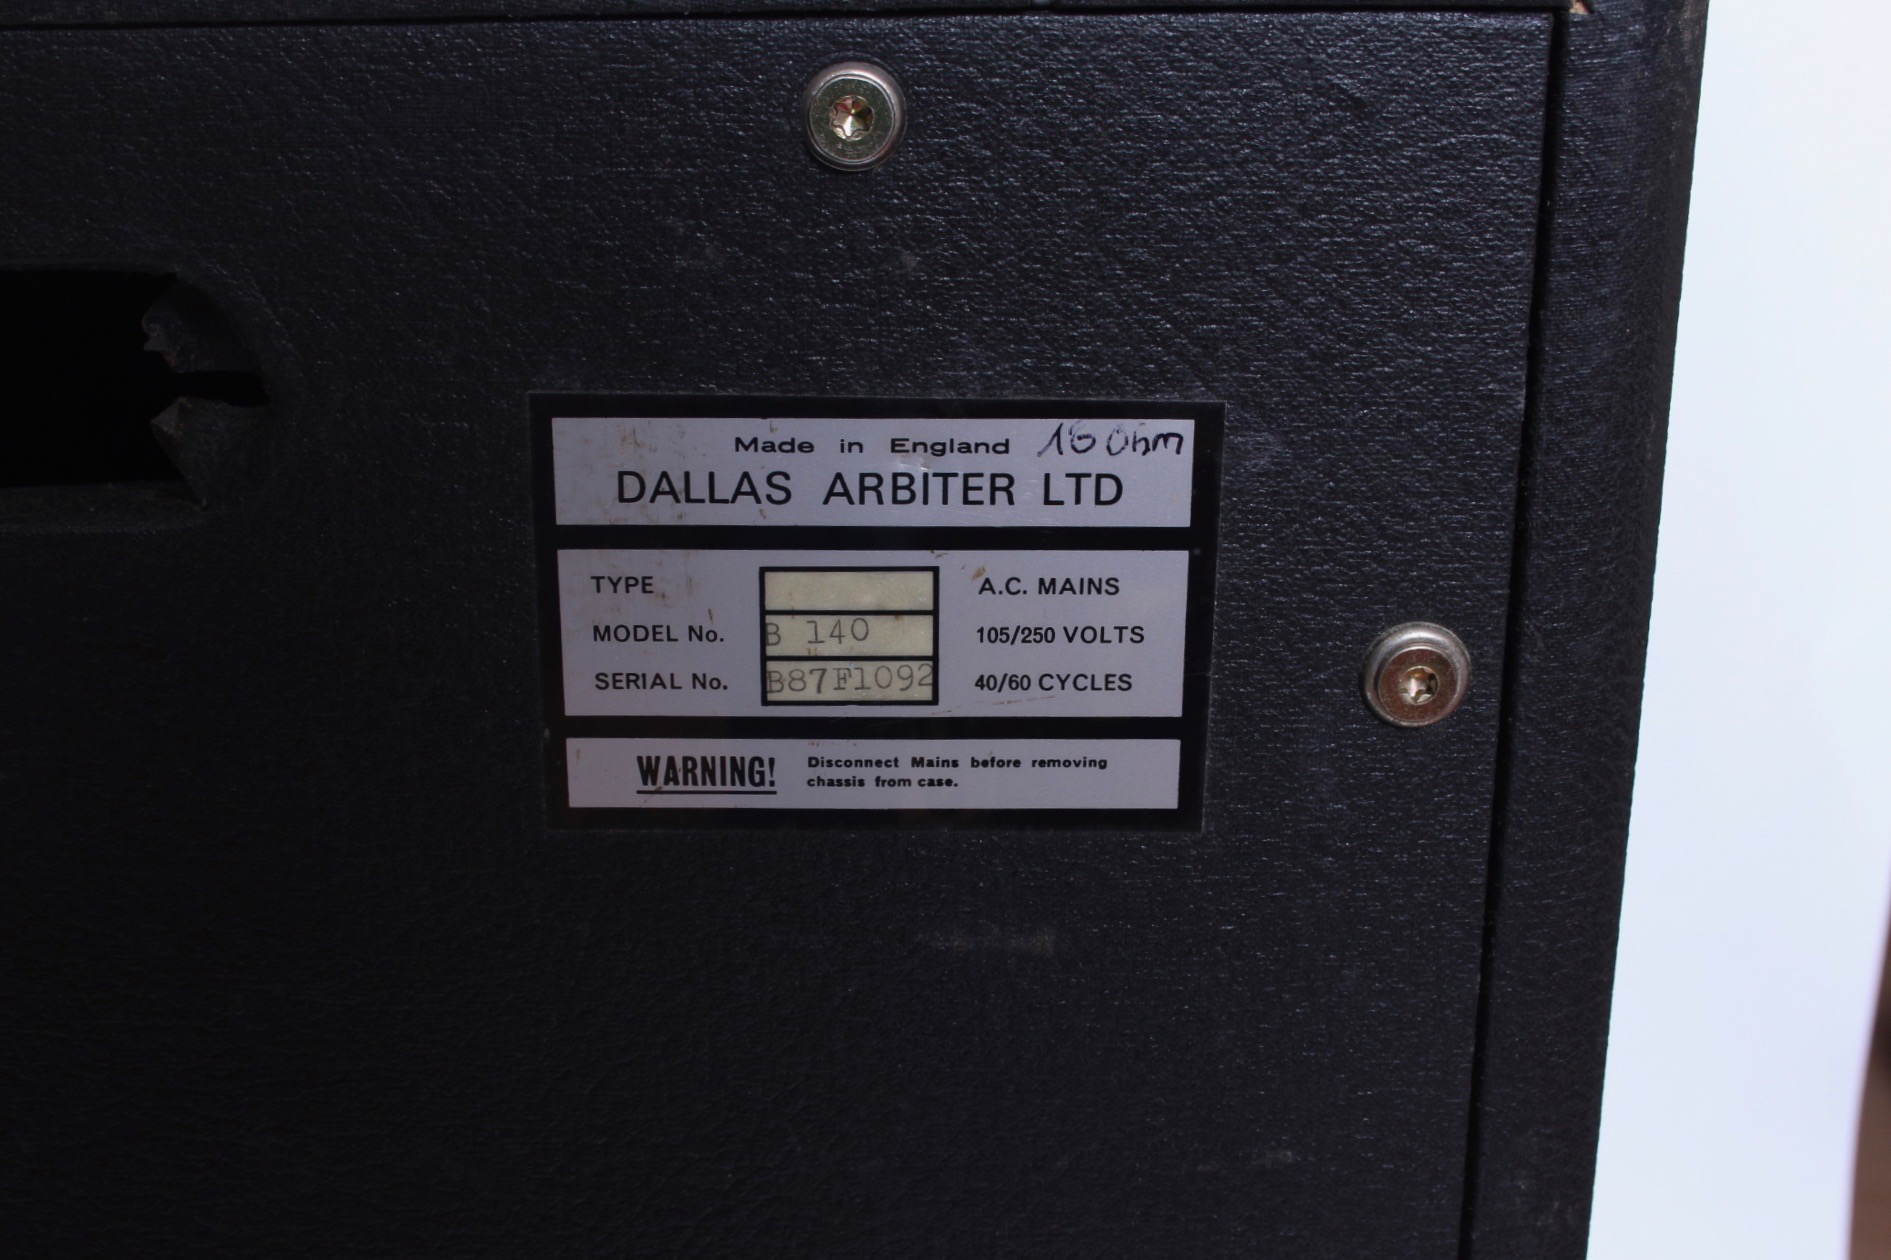 Made in England 16 Ohm
DALLAS ARBITER LTD
TYPE A.C. MAINS
MODEL No. B 140 105/250 VOLTS
SERIAL No. B87F1092 40/60 CYCLES
WARNING! Disconnect Mains before removing
chassis from case.